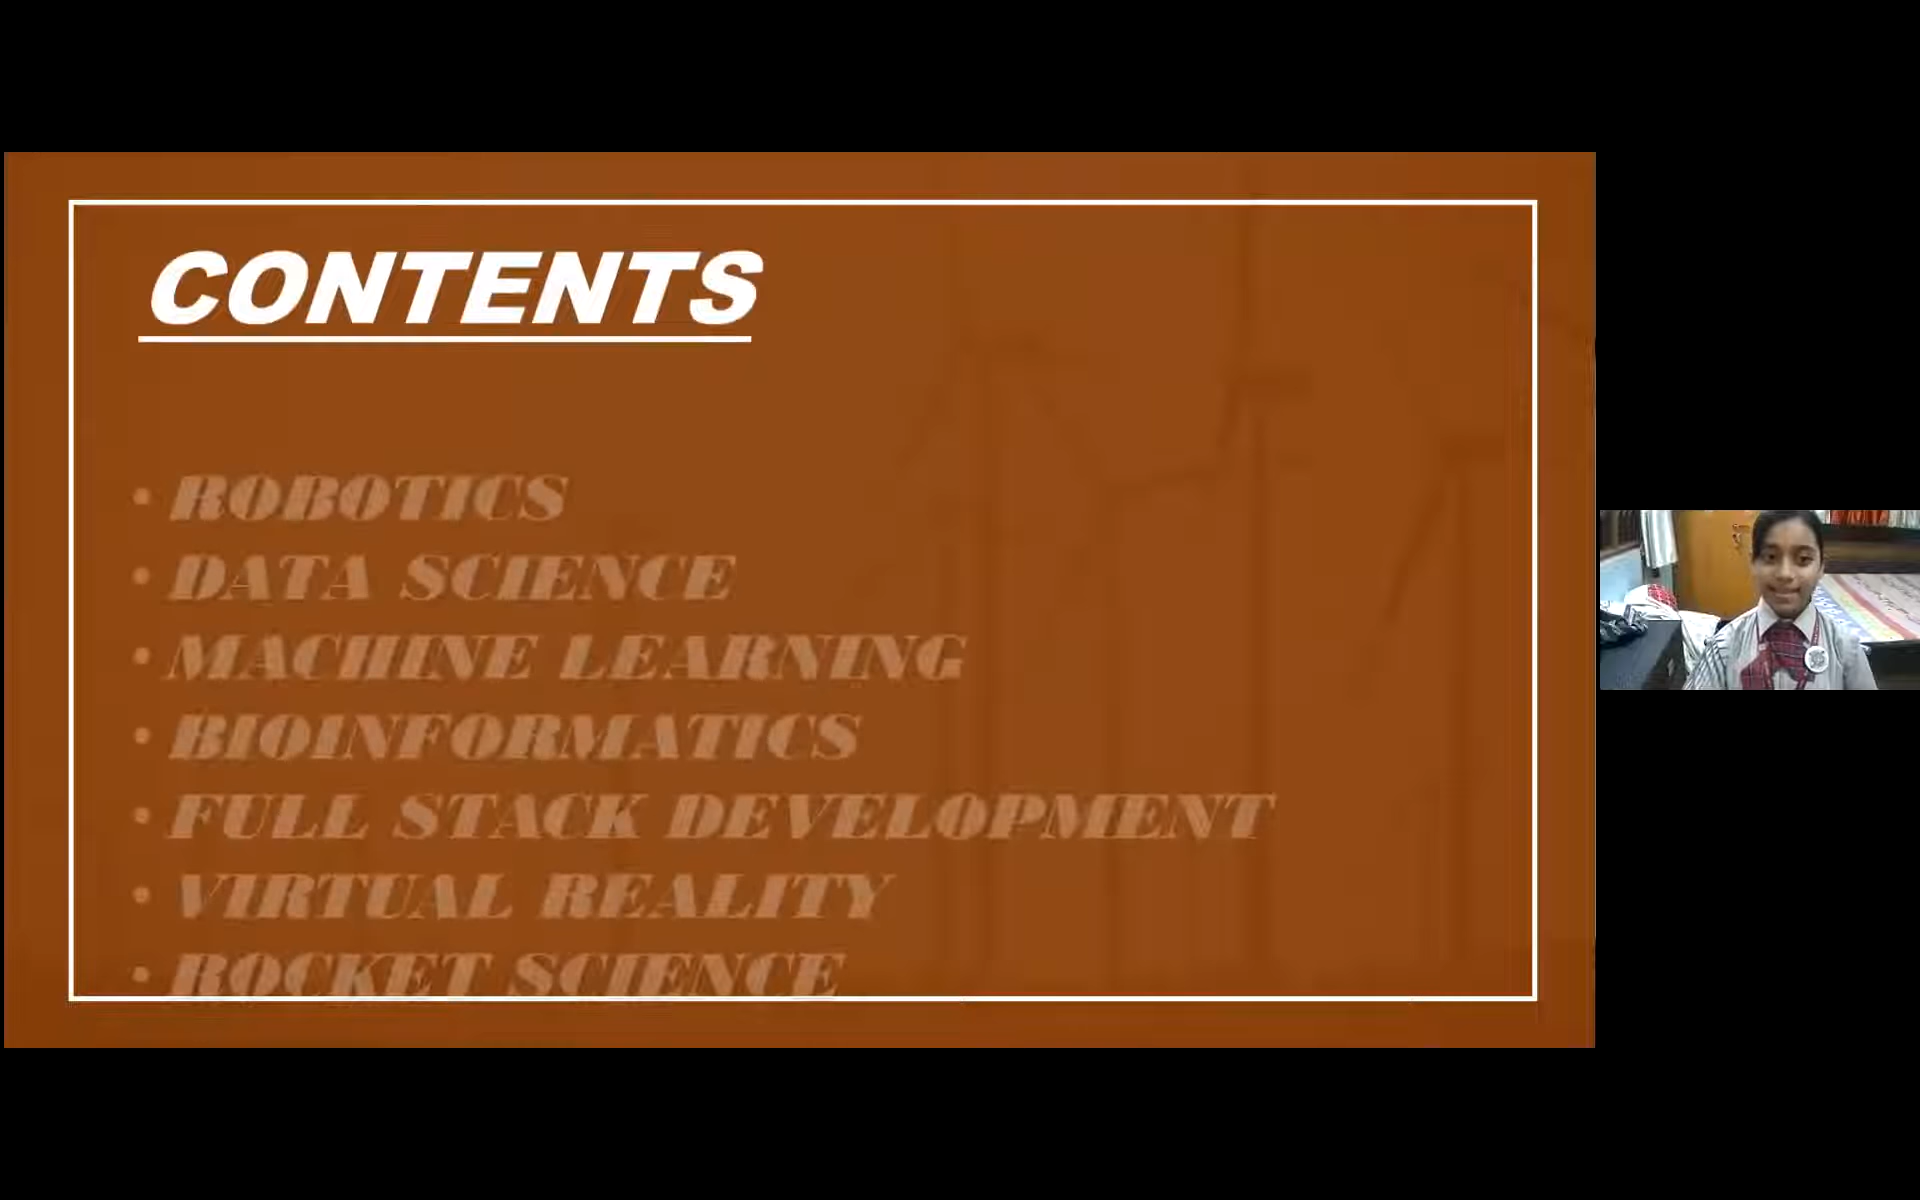 CONTENTS
• ROBOTICS
• DATA SCIENCE
• MACHINE LEARNING
• BIOINFORMATICS
• FULL STACK DEVELOPMENT
• VIRTUAL REALITY
• ROCKET SCIENCE